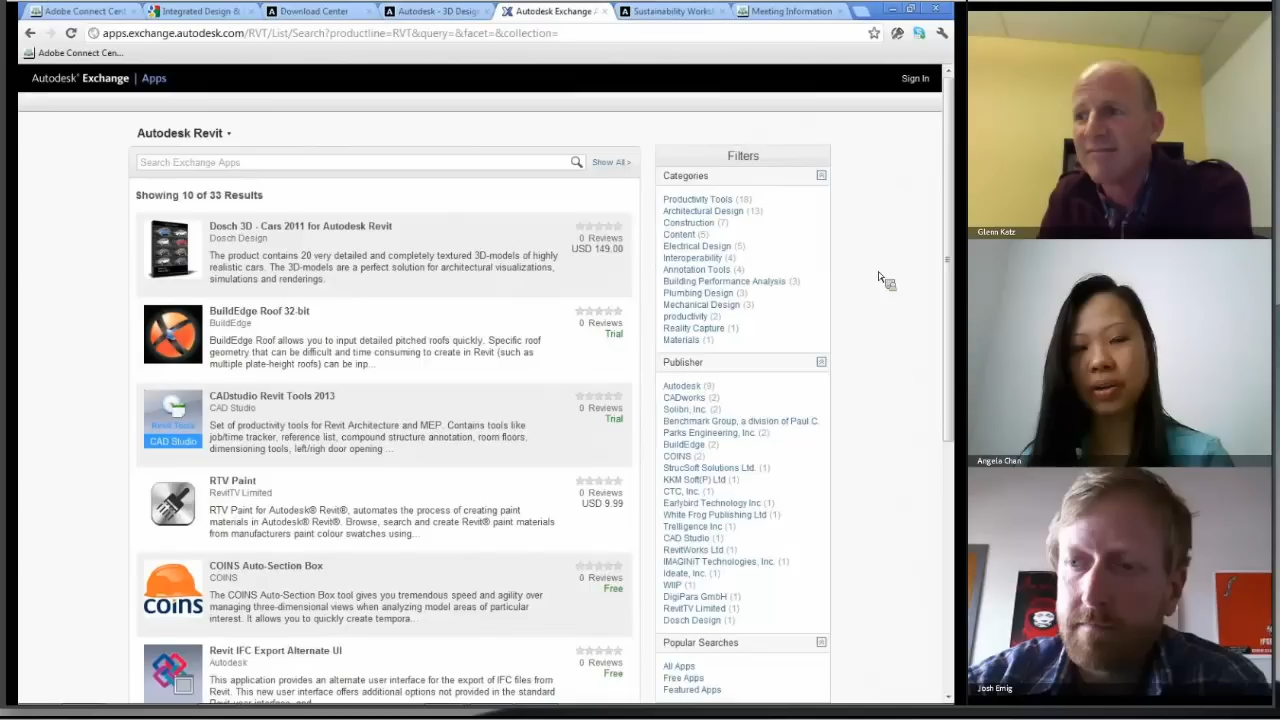 Adobe Connect Cent
Integrated Design &
Download Center
Autodesk - 3D Design
Autodesk Exchange A
Sustainability Works
Meeting Information
apps.exchange.autodesk.com/RVT/List/Search?productline=RVT&query=&facet=&collection=
Adobe Connect Cen...
Autodesk® Exchange | Apps
Sign In
Autodesk Revit
Search Exchange Apps
Show All >
Showing 10 of 33 Results
Dosch 3D - Cars 2011 for Autodesk Revit
Dosch Design
0 Reviews
USD 149.00
The product contains 20 very detailed and completely textured 3D-models of highly
realistic cars. The 3D-models are a perfect solution for architectural visualizations,
simulations and renderings.
BuildEdge Roof 32-bit
BuildEdge
0 Reviews
Trial
BuildEdge Roof allows you to input detailed pitched roofs quickly. Specific roof
geometry that can be difficult and time consuming to create in Revit (such as
multiple plate-height roofs) can be inp...
CADstudio Revit Tools 2013
CAD Studio
0 Reviews
Trial
Set of productivity tools for Revit Architecture and MEP. Contains tools like
job/time tracker, reference list, compound structure annotation, room floors,
dimensioning tools, left/righ door opening ...
Revit Tools
CAD Studio
RTV Paint
RevitTV Limited
0 Reviews
USD 9.99
RTV Paint for Autodesk® Revit®, automates the process of creating paint
materials in Autodesk® Revit®. Browse, search and create Revit® paint materials
from manufacturers paint colour swatches using...
COINS Auto-Section Box
COINS
0 Reviews
Free
The COINS Auto-Section Box tool gives you tremendous speed and agility over
managing three-dimensional views when analyzing model areas of particular
interest. It allows you to quickly create tempora...
coins
Revit IFC Export Alternate UI
Autodesk
0 Reviews
Free
This application provides an alternate user interface for the export of IFC files from
Revit. This new user interface offers additional options not provided in the standard
Filters
Categories
Productivity Tools (18)
Architectural Design (13)
Construction (7)
Content (5)
Electrical Design (5)
Interoperability (4)
Annotation Tools (4)
Building Performance Analysis (3)
Plumbing Design (3)
Mechanical Design (3)
productivity (2)
Reality Capture (1)
Materials (1)
Publisher
Autodesk (9)
CADworks (2)
Solibri, Inc. (2)
Benchmark Group, a division of Paul C.
Parks Engineering, Inc. (2)
BuildEdge (2)
COINS (2)
StrucSoft Solutions Ltd. (1)
KKM Soft(P) Ltd (1)
CTC, Inc. (1)
Earlybird Technology Inc (1)
White Frog Publishing Ltd (1)
Trelligence Inc (1)
CAD Studio (1)
RevitWorks Ltd (1)
IMAGINiT Technologies, Inc. (1)
Ideate, Inc. (1)
WIIP (1)
DigiPara GmbH (1)
RevitTV Limited (1)
Dosch Design (1)
Popular Searches
All Apps
Free Apps
Featured Apps
Glenn Katz
Angela Chan
Josh Emig